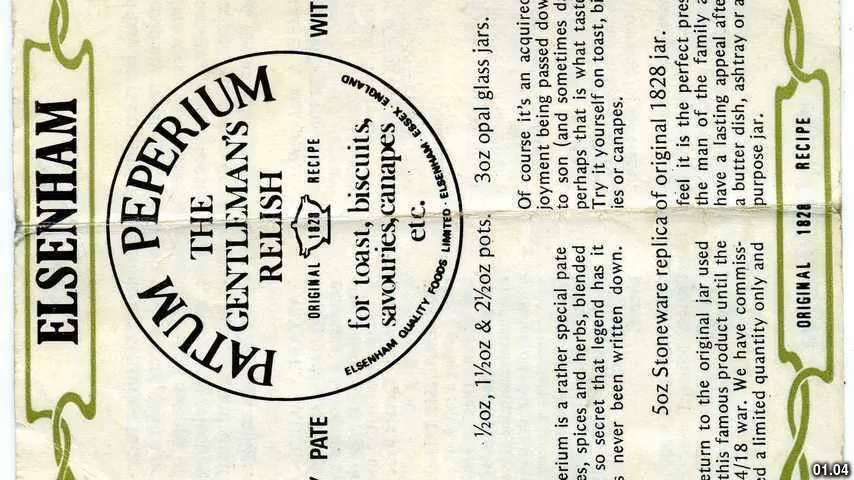 ELSENHAM
PATUM PEPERIUM
THE
GENTLEMAN'S
RELISH
ORIGINAL 1828 RECIPE
for toast, biscuits,
savouries, canapes
etc.
ELSENHAM QUALITY FOODS LIMITED · ELSENHAM · ESSEX · ENGLAND
PATE WIT
½oz, 1½oz & 2½oz pots. 3oz opal glass jars.
erium is a rather special pate
es, spices and herbs, blended
so secret that legend has it
s never been written down.
Of course it's an acquired
joyment being passed dow
to son (and sometimes da
perhaps that is what taste
Try it yourself on toast, bi
ies or canapes.
5oz Stoneware replica of original 1828 jar.
eturn to the original jar used
this famous product until the
4/18 war. We have commiss-
ed a limited quantity only and
feel it is the perfect pres
the man of the family a
have a lasting appeal afte
a butter dish, ashtray or a
purpose jar.
ORIGINAL 1828 RECIPE
01.04